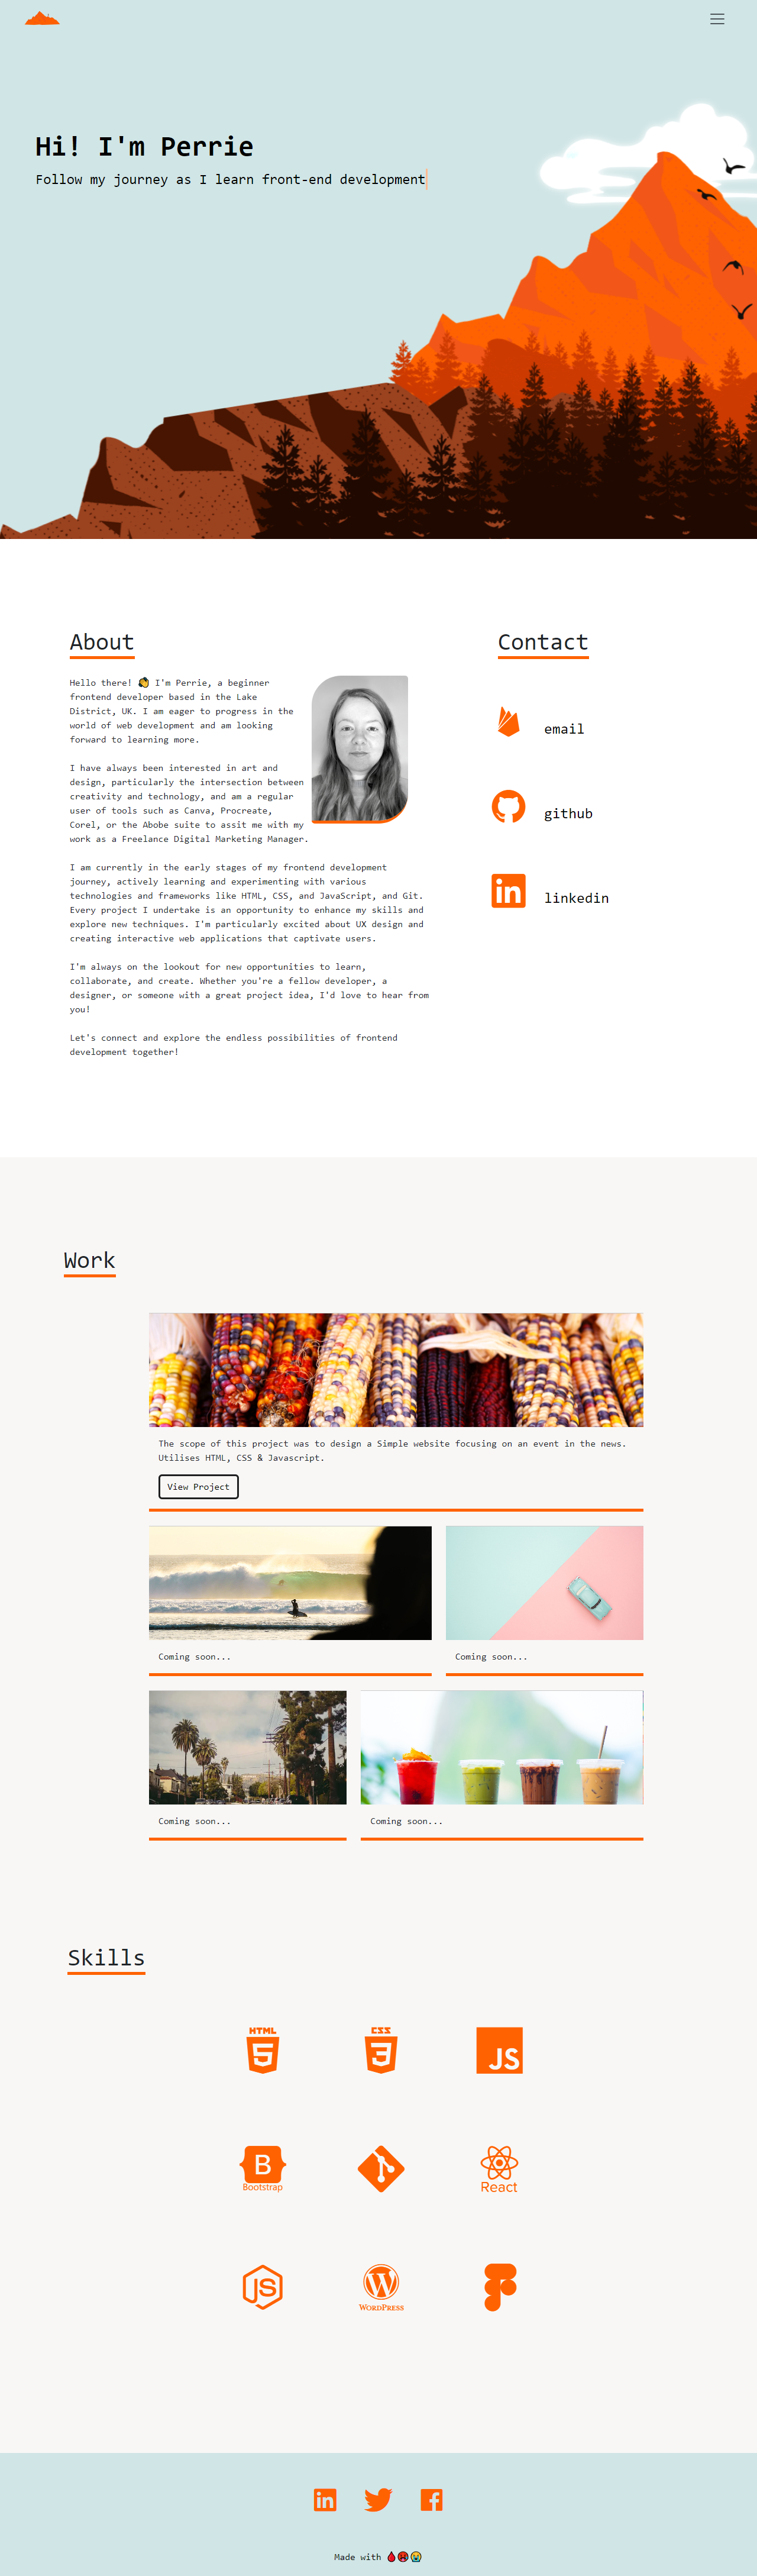 Hi! I'm Perrie
Follow my journey as I learn front-end development
About
Hello there! 👋 I'm Perrie, a beginner
frontend developer based in the Lake
District, UK. I am eager to progress in the
world of web development and am looking
forward to learning more.
I have always been interested in art and
design, particularly the intersection between
creativity and technology, and am a regular
user of tools such as Canva, Procreate,
Corel, or the Abobe suite to assit me with my
work as a Freelance Digital Marketing Manager.
I am currently in the early stages of my frontend development
journey, actively learning and experimenting with various
technologies and frameworks like HTML, CSS, and JavaScript, and Git.
Every project I undertake is an opportunity to enhance my skills and
explore new techniques. I'm particularly excited about UX design and
creating interactive web applications that captivate users.
I'm always on the lookout for new opportunities to learn,
collaborate, and create. Whether you're a fellow developer, a
designer, or someone with a great project idea, I'd love to hear from
you!
Let's connect and explore the endless possibilities of frontend
development together!
Contact
email
github
in linkedin
Work
The scope of this project was to design a Simple website focusing on an event in the news.
Utilises HTML, CSS & Javascript.
View Project
Coming soon...
Coming soon...
Coming soon...
Coming soon...
Skills
HTML 5
CSS 3
JS
B Bootstrap
React
JS
W WORDPRESS
in f
Made with 🩸😡😭